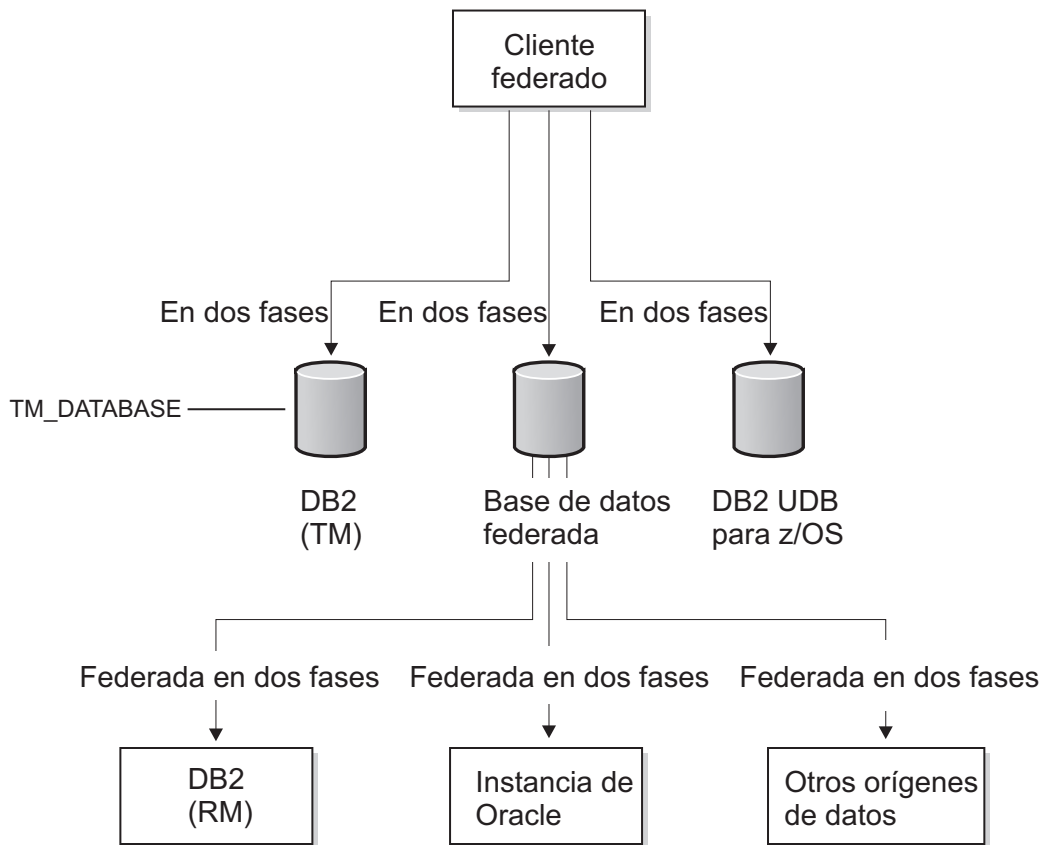 Cliente
federado
En dos fases
En dos fases
En dos fases
TM_DATABASE
DB2
(TM)
Base de datos
federada
DB2 UDB
para z/OS
Federada en dos fases
Federada en dos fases
Federada en dos fases
DB2
(RM)
Instancia de
Oracle
Otros orígenes
de datos